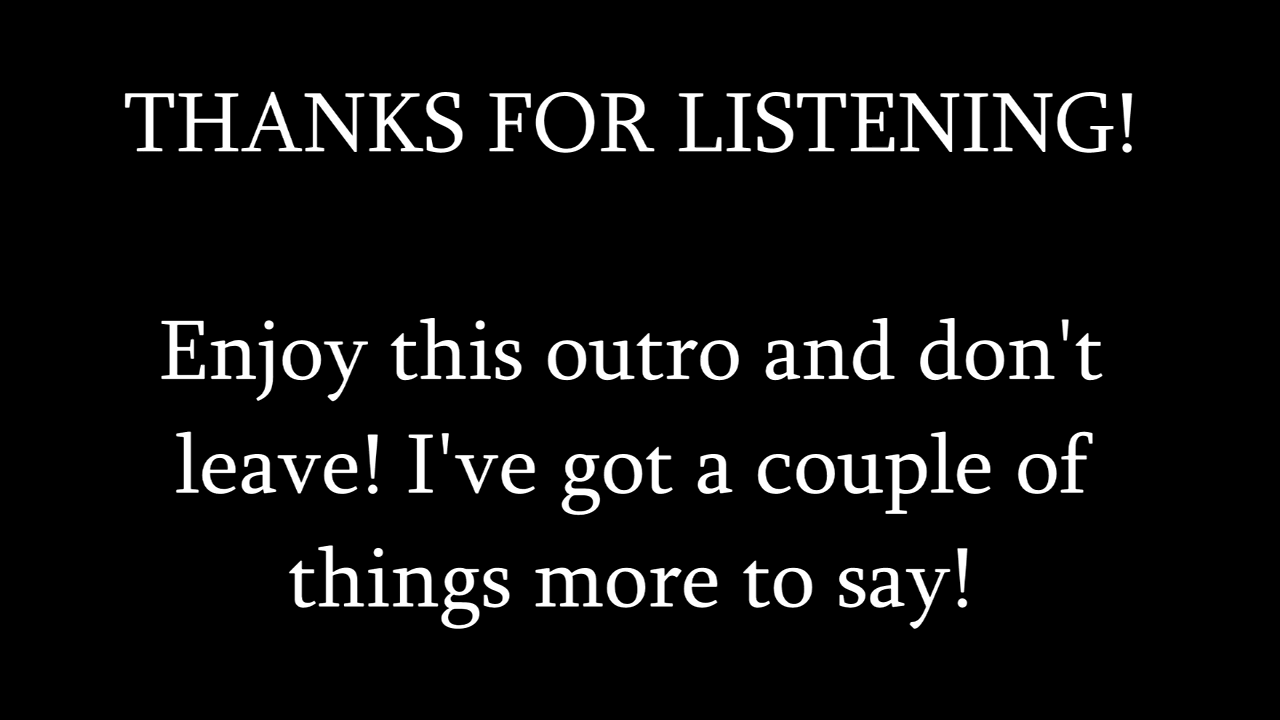 THANKS FOR LISTENING!
Enjoy this outro and don't
leave! I've got a couple of
things more to say!